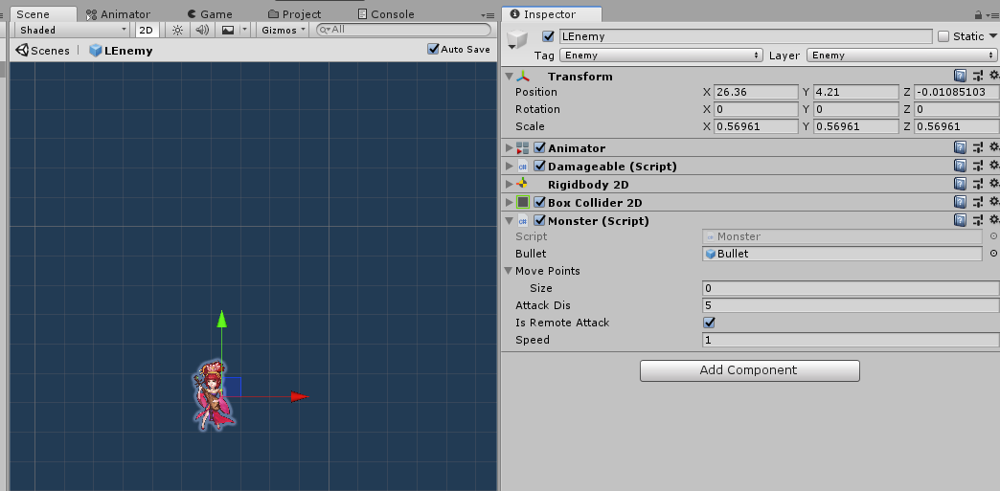 Scene Animator Game Project Console
Shaded 2D Gizmos All
Scenes LEnemy Auto Save
Inspector
LEnemy Static
Tag Enemy Layer Enemy
Transform
Position X 26.36 Y 4.21 Z -0.01085103
Rotation X 0 Y 0 Z 0
Scale X 0.56961 Y 0.56961 Z 0.56961
Animator
Damageable (Script)
Rigidbody 2D
Box Collider 2D
Monster (Script)
Script Monster
Bullet Bullet
Move Points
Size 0
Attack Dis 5
Is Remote Attack
Speed 1
Add Component